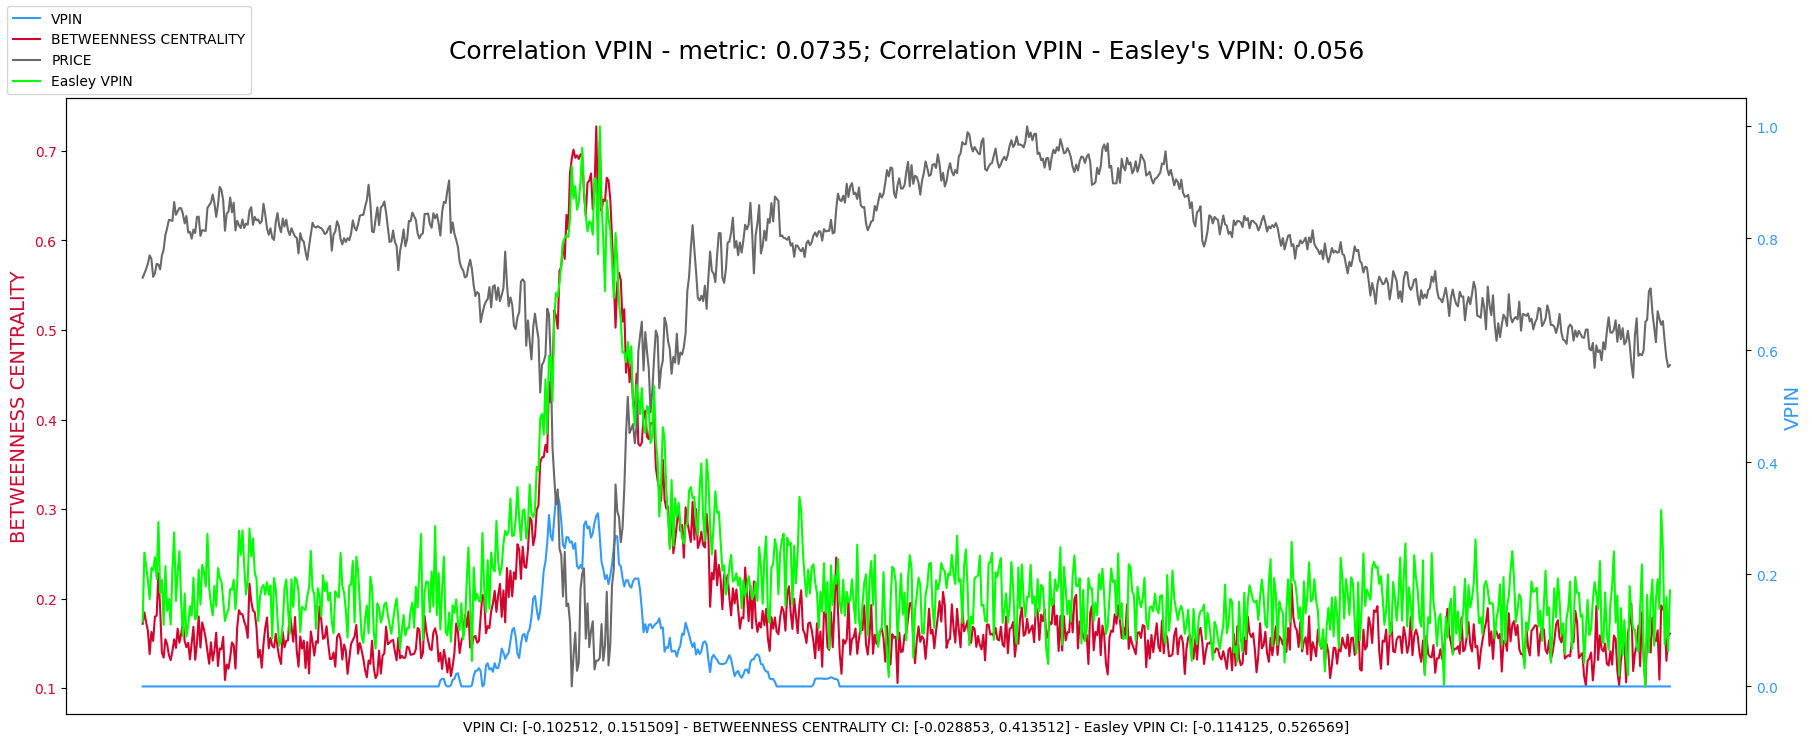 VPIN
BETWEENNESS CENTRALITY
PRICE
Easley VPIN
Correlation VPIN - metric: 0.0735; Correlation VPIN - Easley's VPIN: 0.056
BETWEENNESS CENTRALITY
0.7
0.6
0.5
0.4
0.3
0.2
0.1
1.0
0.8
0.6
0.4
0.2
0.0
VPIN
VPIN CI: [-0.102512, 0.151509] - BETWEENNESS CENTRALITY CI: [-0.028853, 0.413512] - Easley VPIN CI: [-0.114125, 0.526569]